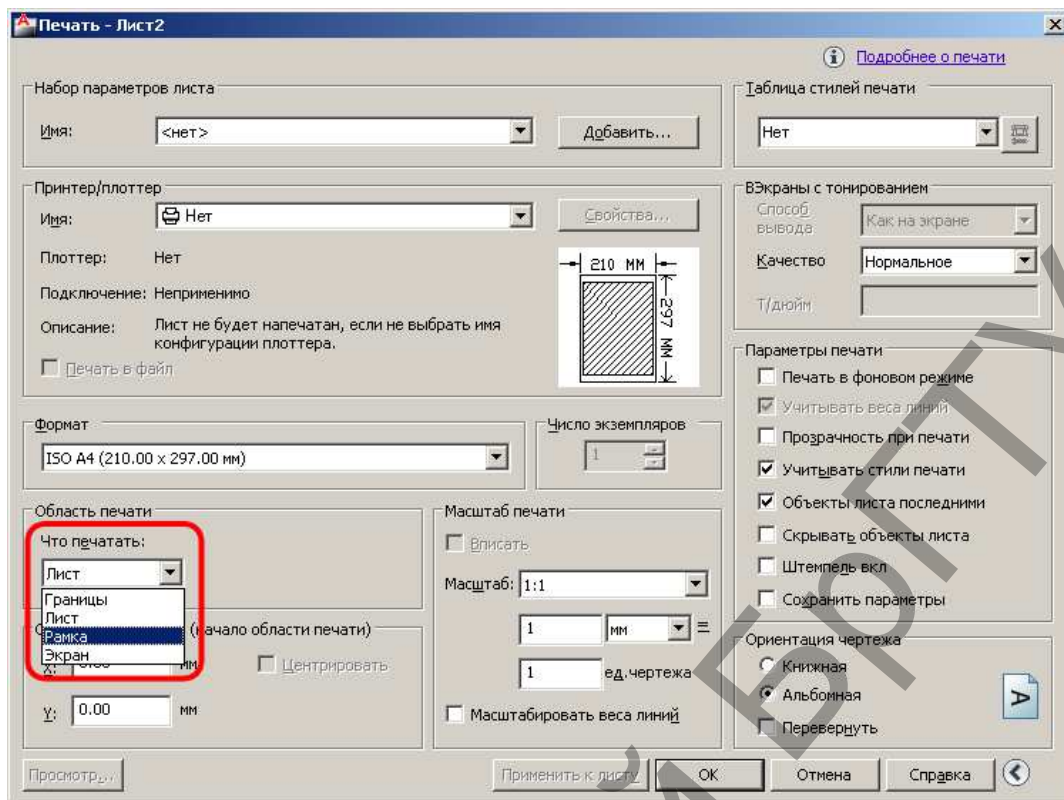 Печать - Лист2
Подробнее о печати
Набор параметров листа
Имя:
<нет>
Добавить...
Таблица стилей печати
Нет
Принтер/плоттер
Имя:
Нет
Свойства...
Плоттер:
Нет
Подключение: Неприменимо
Описание:
Лист не будет напечатан, если не выбрать имя
конфигурации плоттера.
Печать в файл
210 MM
297 MM
ВЭкраны с тонированием
Способ
вывода
Как на экране
Качество
Нормальное
Т/дюйм
Формат
ISO A4 (210.00 x 297.00 мм)
Число экземпляров
1
Параметры печати
Печать в фоновом режиме
Учитывать веса линий
Прозрачность при печати
Учитывать стили печати
Объекты листа последними
Скрывать объекты листа
Штемпель вкл
Сохранить параметры
Область печати
Что печатать:
Лист
Границы
Лист
Рамка
Экран
(начало области печати)
X:
мм
Центрировать
Y:
0.00
мм
Масштаб печати
Вписать
Масштаб:
1:1
1
мм
=
1
ед.чертежа
Масштабировать веса линий
Ориентация чертежа
Книжная
Альбомная
Перевернуть
A
Просмотр...
Применить к листу
ОК
Отмена
Справка
Й БрГТУ